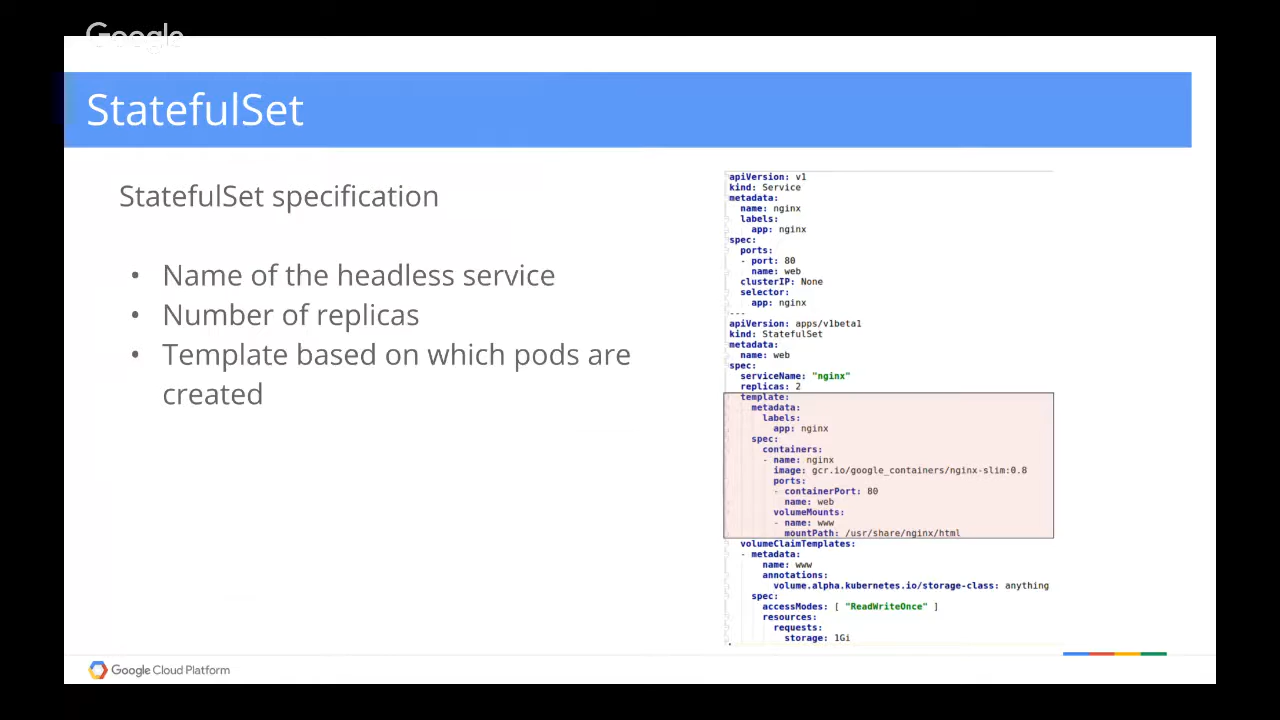 Google
StatefulSet
StatefulSet specification
• Name of the headless service
• Number of replicas
• Template based on which pods are
created
apiVersion: v1
kind: Service
metadata:
  name: nginx
  labels:
    app: nginx
spec:
  ports:
  - port: 80
    name: web
  clusterIP: None
  selector:
    app: nginx
---
apiVersion: apps/v1beta1
kind: StatefulSet
metadata:
  name: web
spec:
  serviceName: "nginx"
  replicas: 2
  template:
    metadata:
      labels:
        app: nginx
    spec:
      containers:
      - name: nginx
        image: gcr.io/google_containers/nginx-slim:0.8
        ports:
        - containerPort: 80
          name: web
        volumeMounts:
        - name: www
          mountPath: /usr/share/nginx/html
  volumeClaimTemplates:
  - metadata:
      name: www
      annotations:
        volume.alpha.kubernetes.io/storage-class: anything
    spec:
      accessModes: [ "ReadWriteOnce" ]
      resources:
        requests:
          storage: 1Gi
Google Cloud Platform